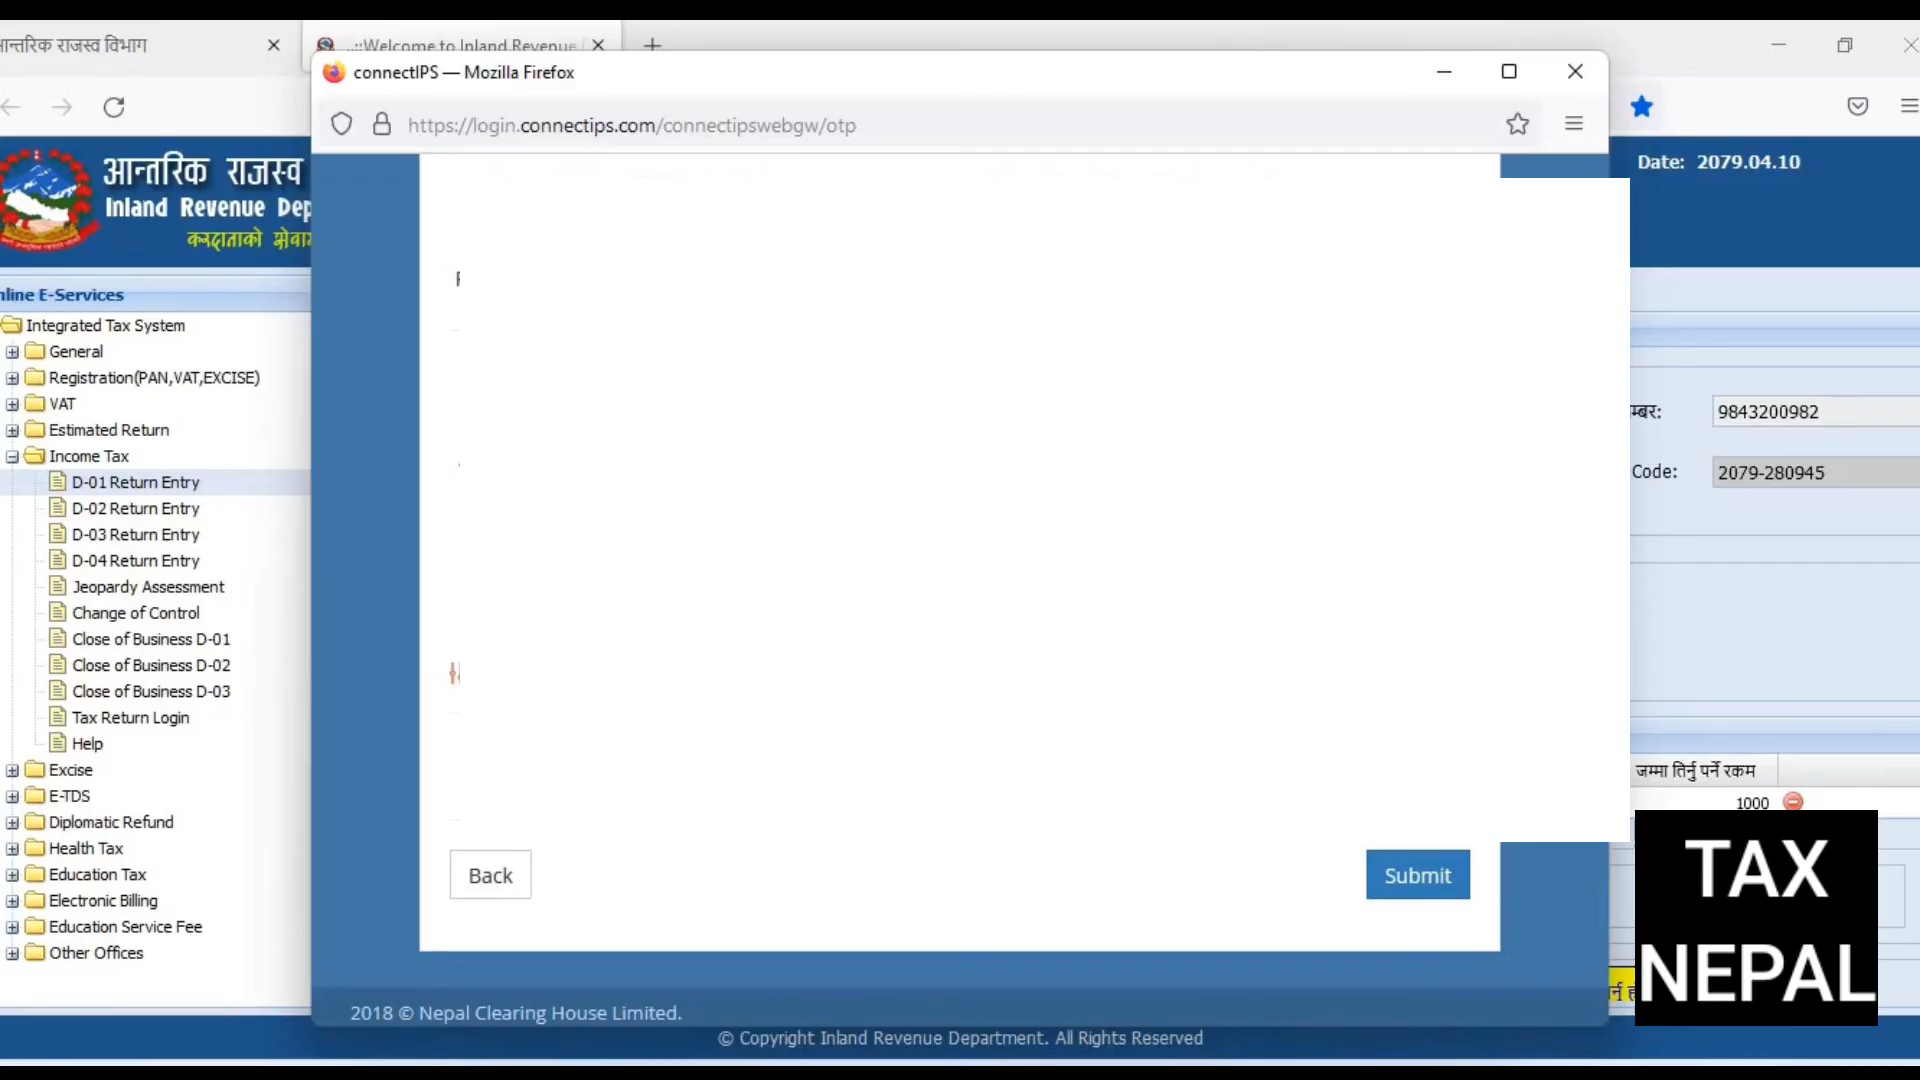 न्तरिक राजस्व विभाग
..::Welcome to Inland Revenue
connectIPS — Mozilla Firefox
https://login.connectips.com/connectipswebgw/otp
आन्तरिक राजस्व
Inland Revenue Dep
Date: 2079.04.10
nline E-Services
Integrated Tax System
General
Registration(PAN,VAT,EXCISE)
VAT
Estimated Return
Income Tax
D-01 Return Entry
D-02 Return Entry
D-03 Return Entry
D-04 Return Entry
Jeopardy Assessment
Change of Control
Close of Business D-01
Close of Business D-02
Close of Business D-03
Tax Return Login
Help
Excise
E-TDS
Diplomatic Refund
Health Tax
Education Tax
Electronic Billing
Education Service Fee
Other Offices
म्बर: 9843200982
Code: 2079-280945
जम्मा तिर्नु पर्ने रकम
1000
Back
Submit
TAX
NEPAL
2018 © Nepal Clearing House Limited.
© Copyright Inland Revenue Department. All Rights Reserved